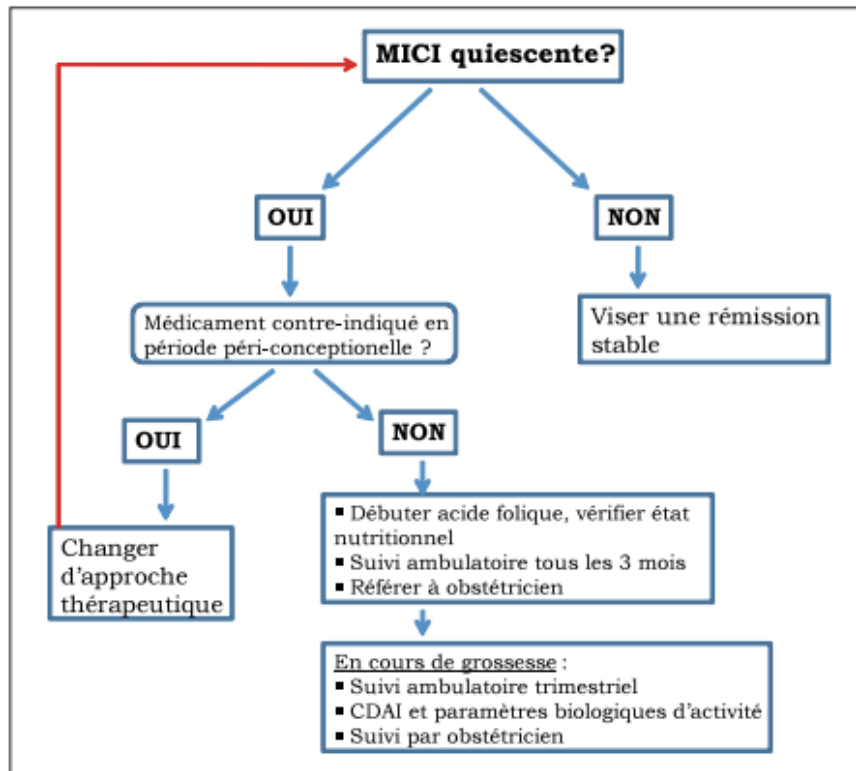 MICI quiescente?
OUI
NON
Médicament contre-indiqué en
période péri-conceptionelle ?
Viser une rémission
stable
OUI
NON
Changer
d'approche
thérapeutique
▪ Débuter acide folique, vérifier état
nutritionnel
▪ Suivi ambulatoire tous les 3 mois
▪ Référer à obstétricien
En cours de grossesse :
▪ Suivi ambulatoire trimestriel
▪ CDAI et paramètres biologiques d'activité
▪ Suivi par obstétricien